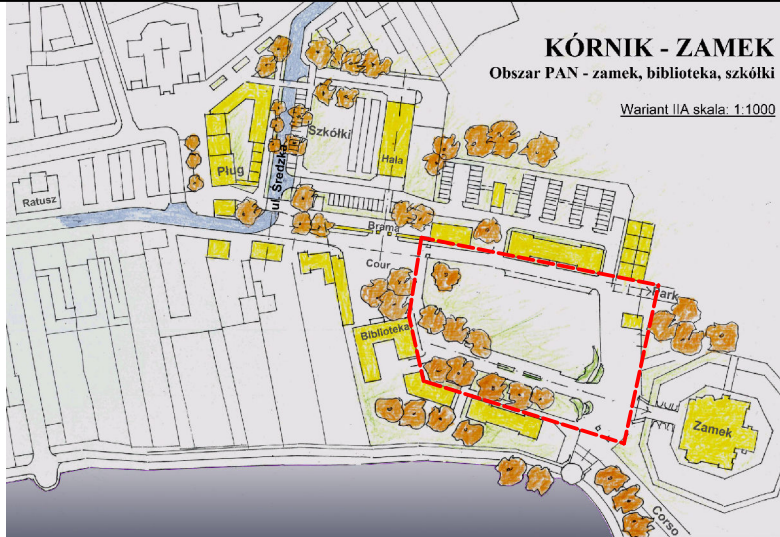 KÓRNIK - ZAMEK
Obszar PAN - zamek, biblioteka, szkółki
Wariant IIA skala: 1:1000
Szkółki
Hala
Pług
ul. Średzka
Ratusz
Brama
Cour
Park
Biblioteka
Zamek
Corso